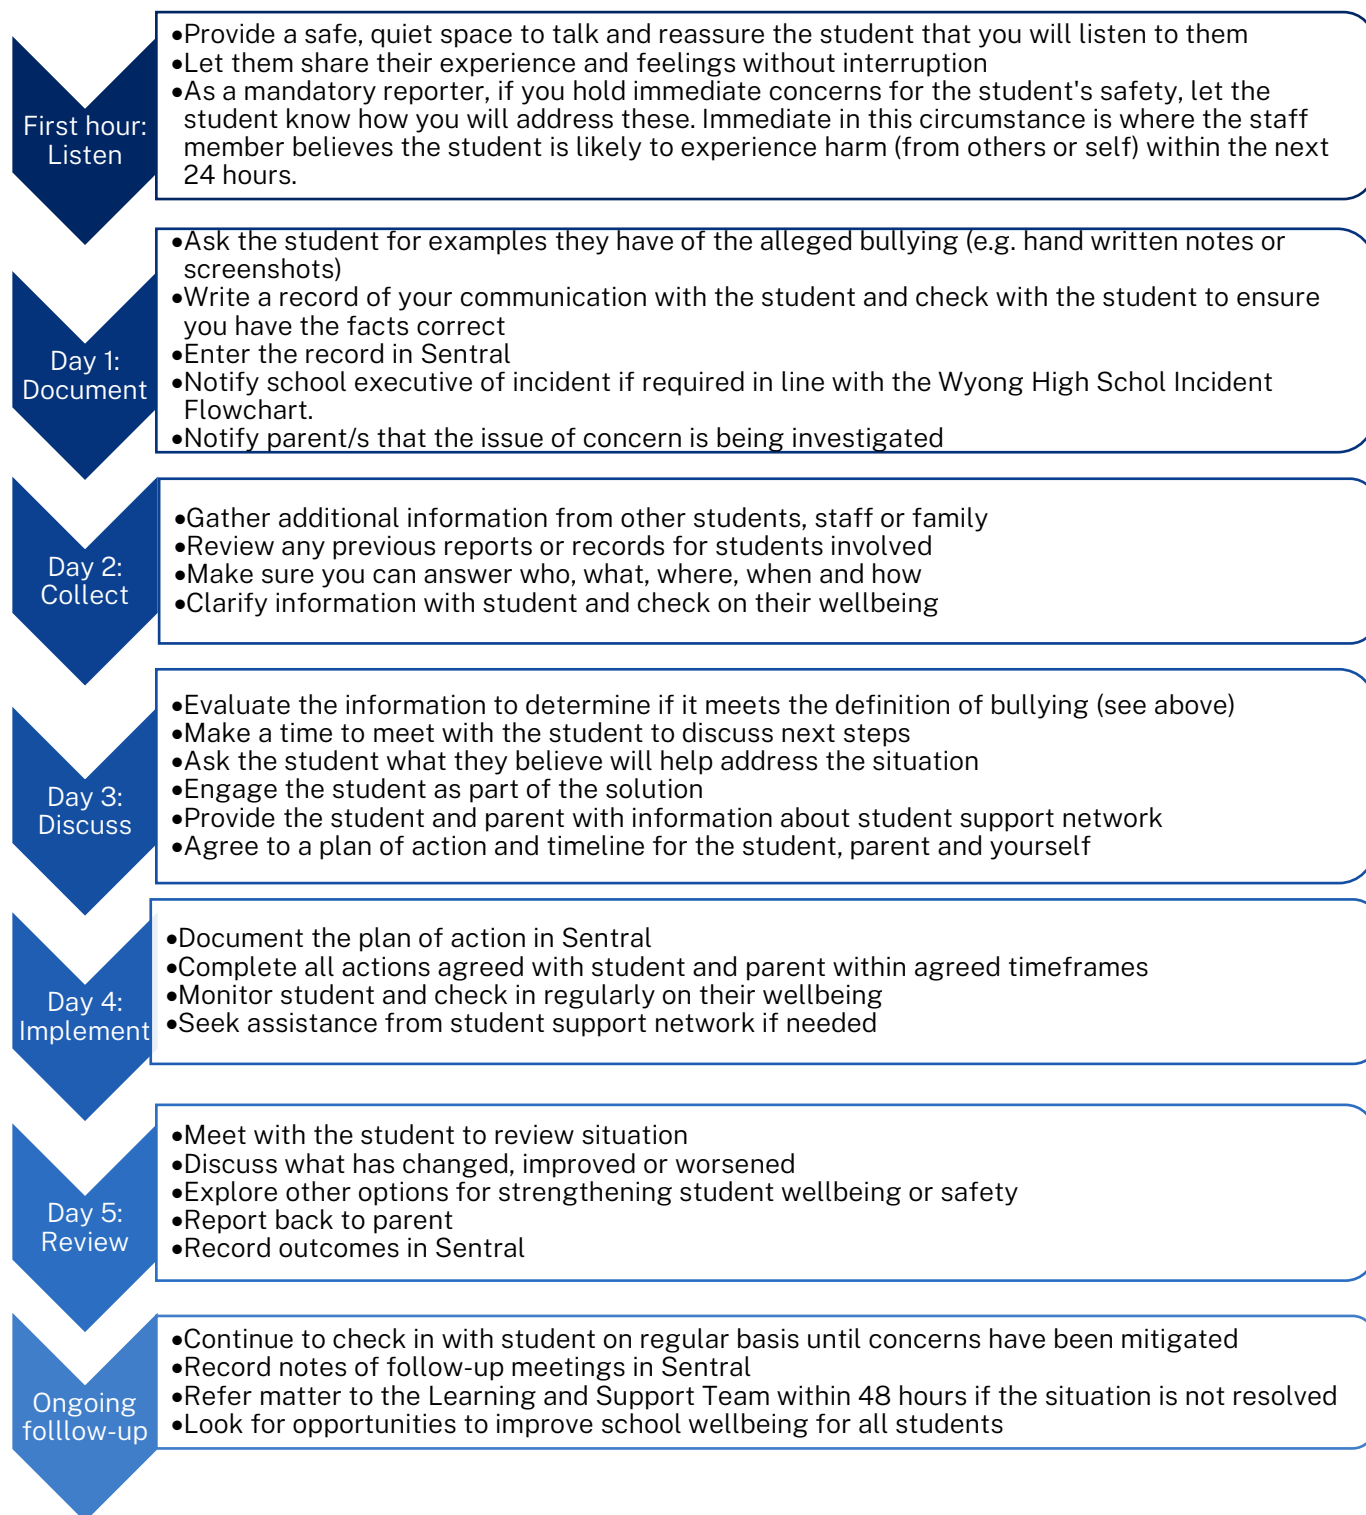 First hour:
Listen
•Provide a safe, quiet space to talk and reassure the student that you will listen to them
•Let them share their experience and feelings without interruption
•As a mandatory reporter, if you hold immediate concerns for the student's safety, let the
student know how you will address these. Immediate in this circumstance is where the staff
member believes the student is likely to experience harm (from others or self) within the next
24 hours.
Day 1:
Document
•Ask the student for examples they have of the alleged bullying (e.g. hand written notes or
screenshots)
•Write a record of your communication with the student and check with the student to ensure
you have the facts correct
•Enter the record in Sentral
•Notify school executive of incident if required in line with the Wyong High Schol Incident
Flowchart.
•Notify parent/s that the issue of concern is being investigated
Day 2:
Collect
•Gather additional information from other students, staff or family
•Review any previous reports or records for students involved
•Make sure you can answer who, what, where, when and how
•Clarify information with student and check on their wellbeing
Day 3:
Discuss
•Evaluate the information to determine if it meets the definition of bullying (see above)
•Make a time to meet with the student to discuss next steps
•Ask the student what they believe will help address the situation
•Engage the student as part of the solution
•Provide the student and parent with information about student support network
•Agree to a plan of action and timeline for the student, parent and yourself
Day 4:
Implement
•Document the plan of action in Sentral
•Complete all actions agreed with student and parent within agreed timeframes
•Monitor student and check in regularly on their wellbeing
•Seek assistance from student support network if needed
Day 5:
Review
•Meet with the student to review situation
•Discuss what has changed, improved or worsened
•Explore other options for strengthening student wellbeing or safety
•Report back to parent
•Record outcomes in Sentral
Ongoing
folllow-up
•Continue to check in with student on regular basis until concerns have been mitigated
•Record notes of follow-up meetings in Sentral
•Refer matter to the Learning and Support Team within 48 hours if the situation is not resolved
•Look for opportunities to improve school wellbeing for all students